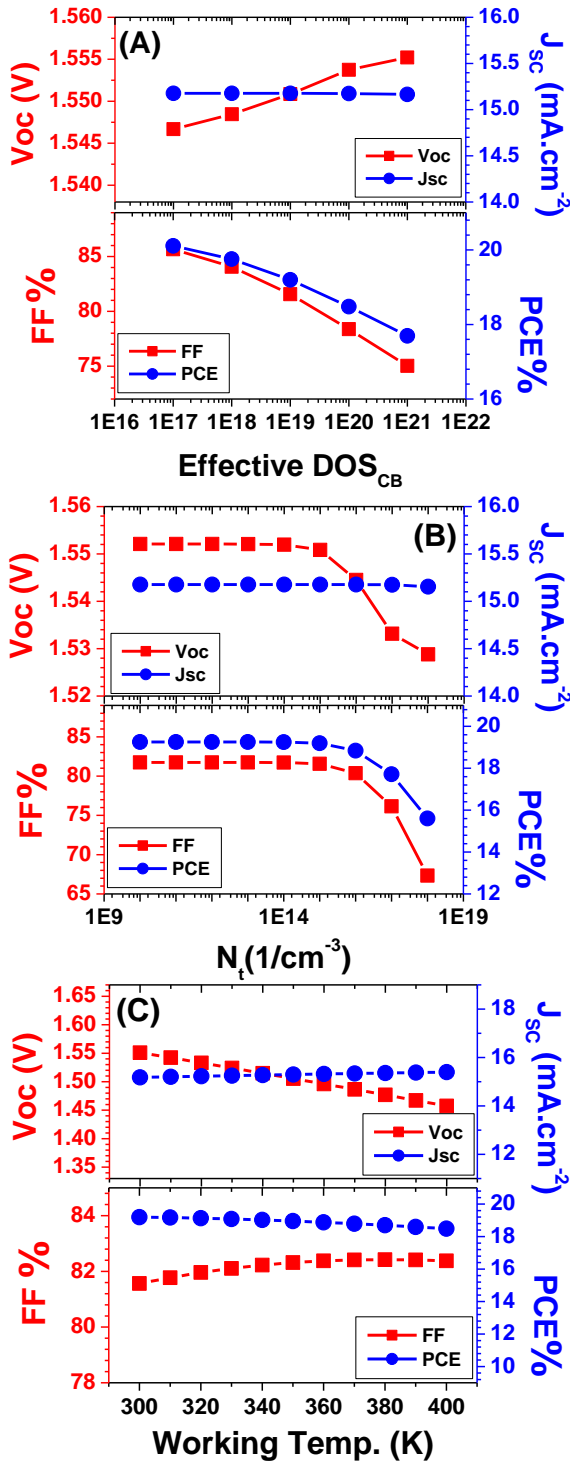 (A)
Voc (V)
1.560
1.555
1.550
1.545
1.540
16.0
15.5
15.0
14.5
14.0
J_SC (mA.cm^-2)
Voc
Jsc
FF%
85
80
75
20
18
16
PCE%
FF
PCE
1E16 1E17 1E18 1E19 1E20 1E21 1E22
Effective DOS_CB
(B)
Voc (V)
1.56
1.55
1.54
1.53
1.52
16.0
15.5
15.0
14.5
14.0
J_SC (mA.cm^-2)
Voc
Jsc
FF%
85
80
75
70
65
20
18
16
14
12
PCE%
FF
PCE
1E9 1E14 1E19
N_t(1/cm^-3)
(C)
Voc (V)
1.65
1.60
1.55
1.50
1.45
1.40
1.35
18
16
14
12
J_SC (mA.cm^-2)
Voc
Jsc
FF %
84
82
80
78
20
18
16
14
12
10
PCE%
FF
PCE
300 320 340 360 380 400
Working Temp. (K)